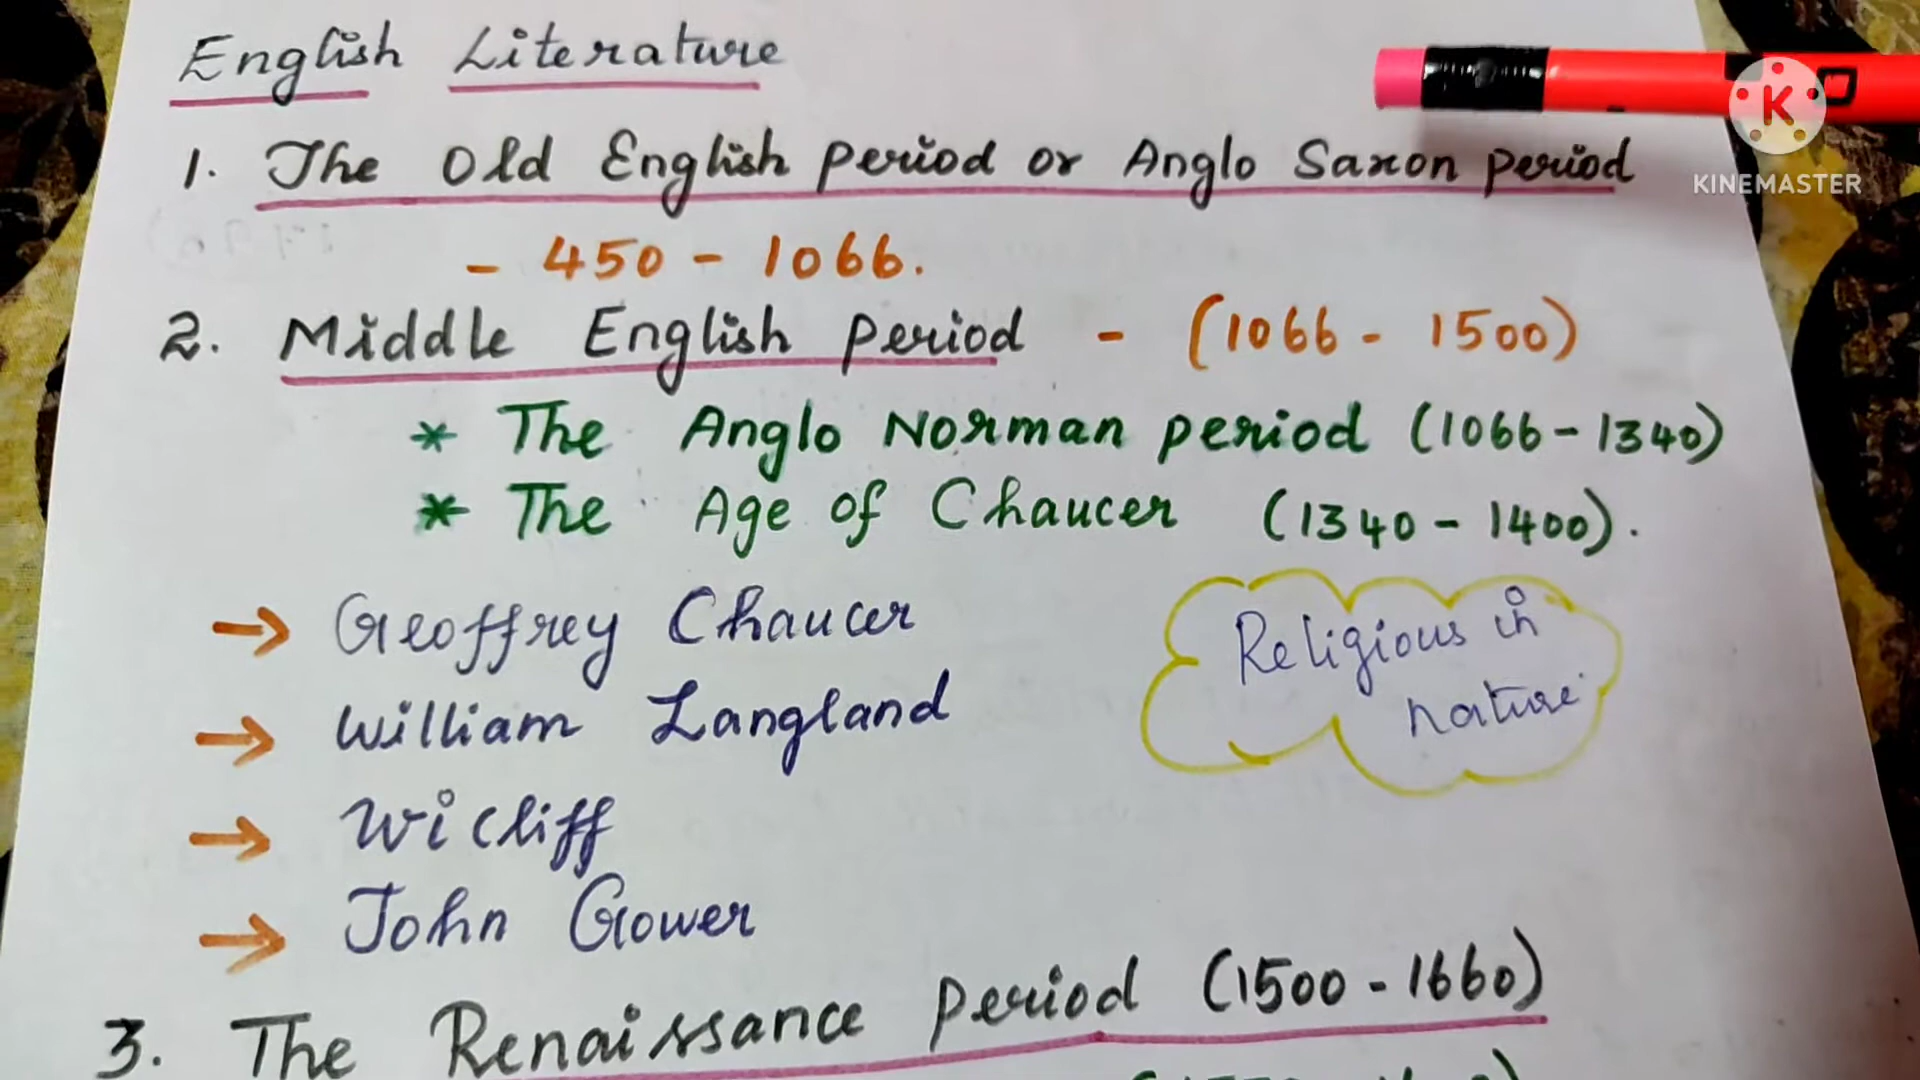 English Literature
1. The Old English period or Anglo Saxon period
- 450 - 1066.
2. Middle English period - (1066 - 1500)
* The Anglo Norman period (1066 - 1340)
* The Age of Chaucer (1340 - 1400).
→ Geoffrey Chaucer
→ William Langland
→ Wicliff
→ John Gower
Religious in
nature
3. The Renaissance period (1500 - 1660)
K
KINEMASTER